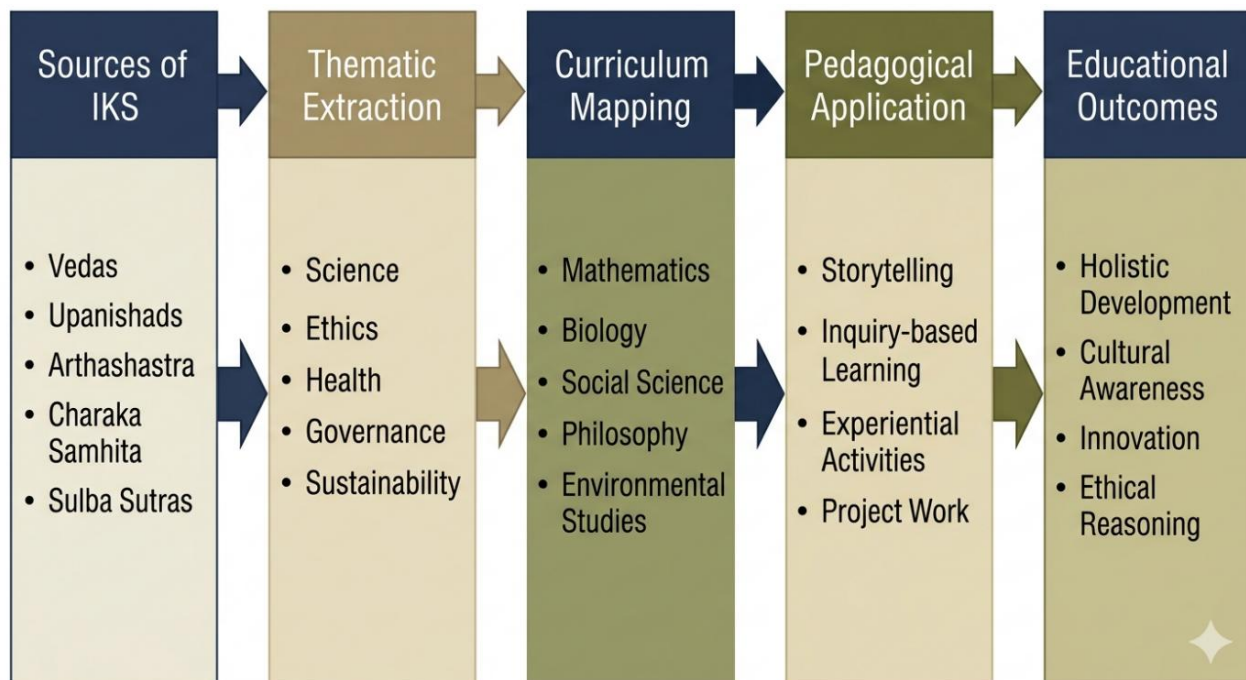 Sources of
IKS
• Vedas
• Upanishads
• Arthashastra
• Charaka
Samhita
• Sulba Sutras
Thematic
Extraction
• Science
• Ethics
• Health
• Governance
• Sustainability
Curriculum
Mapping
• Mathematics
• Biology
• Social Science
• Philosophy
• Environmental
Studies
Pedagogical
Application
• Storytelling
• Inquiry-based
Learning
• Experiential
Activities
• Project Work
Educational
Outcomes
• Holistic
Development
• Cultural
Awareness
• Innovation
• Ethical
Reasoning